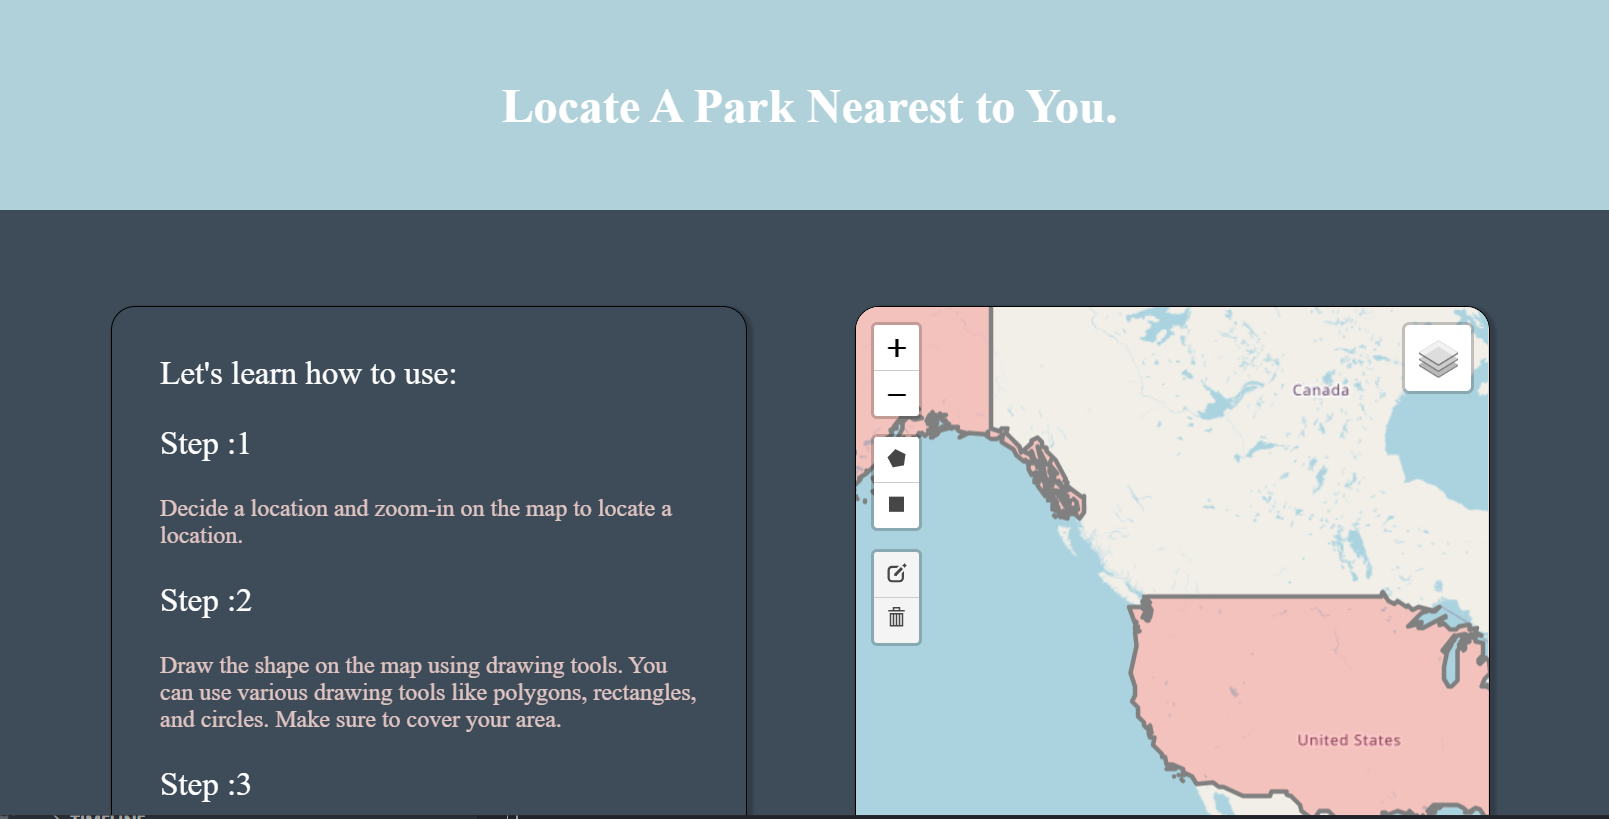 Locate A Park Nearest to You.
Let's learn how to use:
Step :1
Decide a location and zoom-in on the map to locate a
location.
Step :2
Draw the shape on the map using drawing tools. You
can use various drawing tools like polygons, rectangles,
and circles. Make sure to cover your area.
Step :3
+
−
Canada
United States
TIMELINE